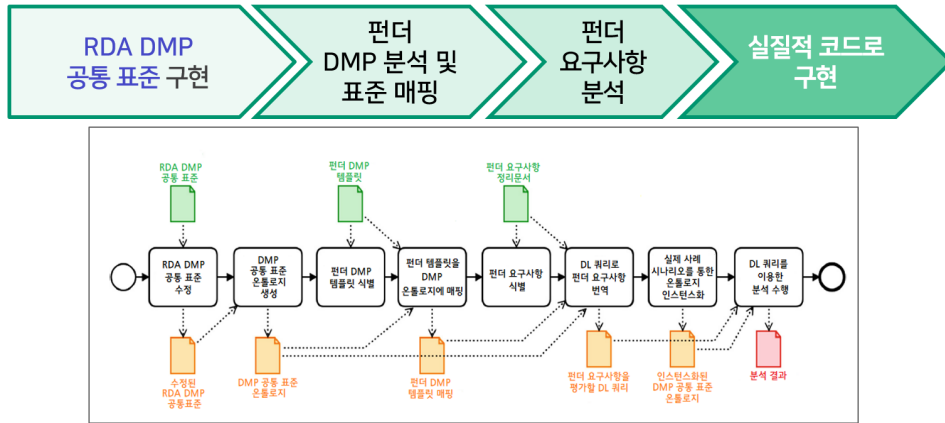 RDA DMP
공통 표준 구현
펀더
DMP 분석 및
표준 매핑
펀더
요구사항
분석
실질적 코드로
구현
RDA DMP
공통 표준
펀더 DMP
템플릿
펀더 요구사항
정리문서
RDA DMP
공통 표준
수정
DMP
공통 표준
온톨로지
생성
펀더 DMP
템플릿 식별
펀더 템플릿을
DMP
온톨로지에 매핑
펀더 요구사항
식별
DL 쿼리로
펀더 요구사항
번역
실제 사례
시나리오를 통한
온톨로지
인스턴스화
DL 쿼리를
이용한
분석 수행
수정된
RDA DMP
공통표준
DMP 공통 표준
온톨로지
펀더 DMP
템플릿 매핑
펀더 요구사항을
평가할 DL 쿼리
인스턴스화된
DMP 공통 표준
온톨로지
분석 결과